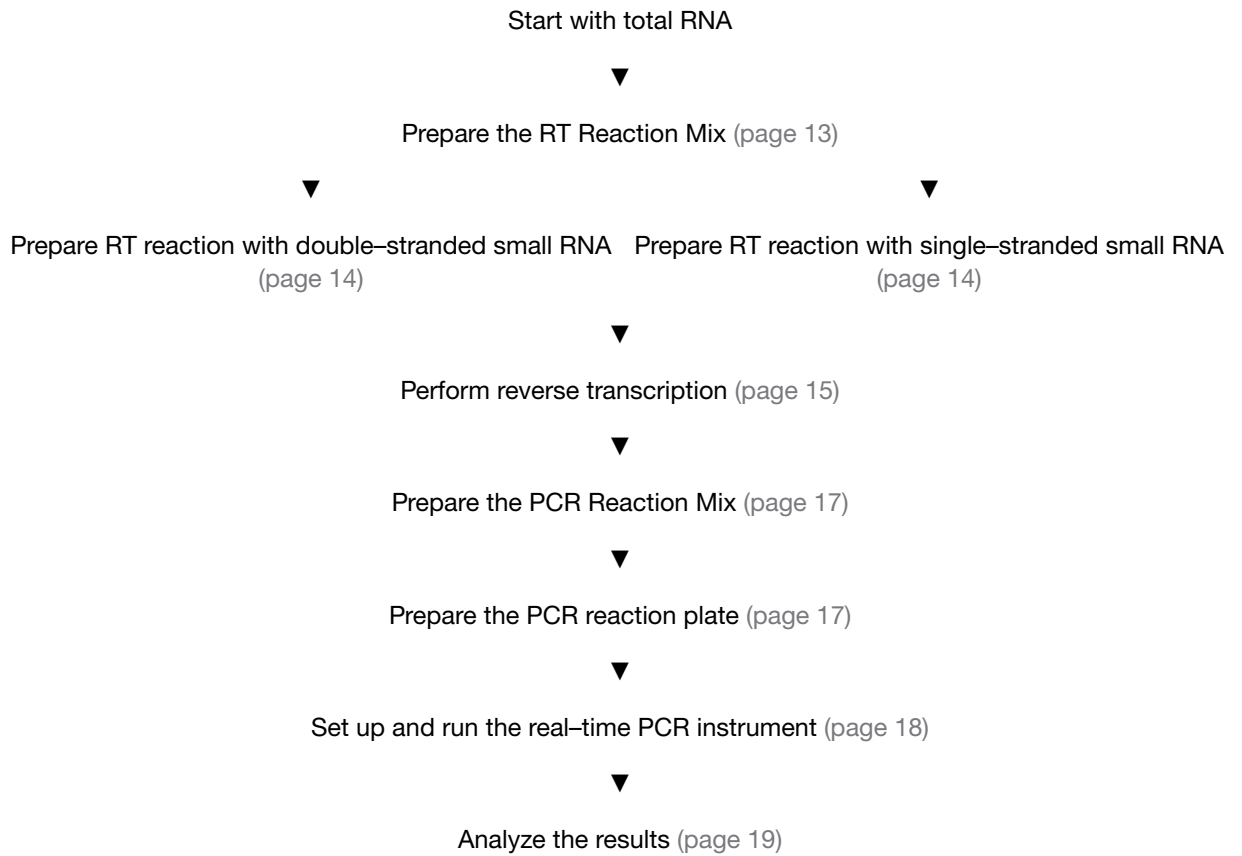 Start with total RNA
▼
Prepare the RT Reaction Mix (page 13)
▼ ▼
Prepare RT reaction with double–stranded small RNA Prepare RT reaction with single–stranded small RNA
(page 14) (page 14)
▼
Perform reverse transcription (page 15)
▼
Prepare the PCR Reaction Mix (page 17)
▼
Prepare the PCR reaction plate (page 17)
▼
Set up and run the real–time PCR instrument (page 18)
▼
Analyze the results (page 19)